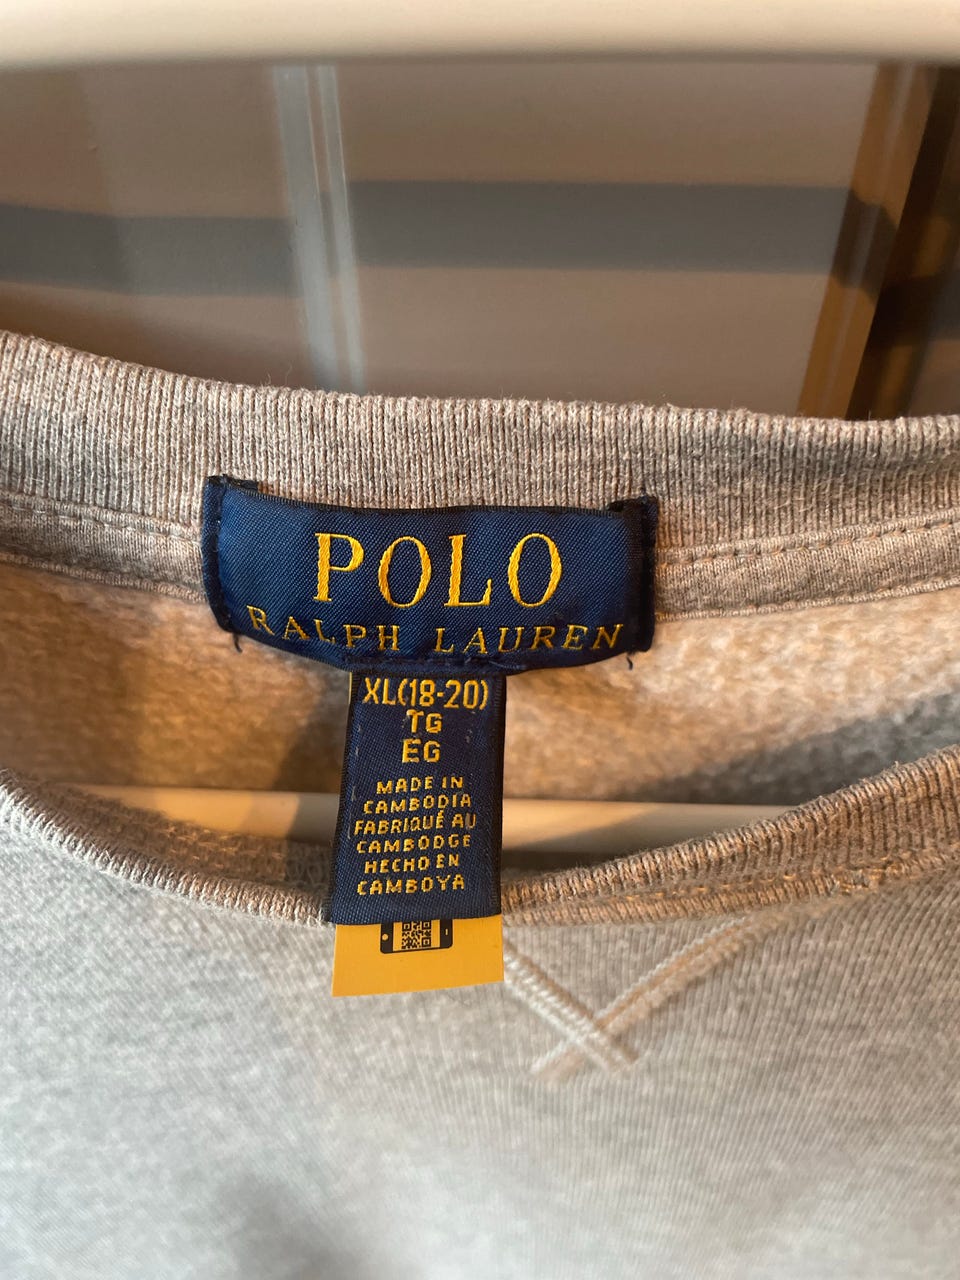 POLO
RALPH LAUREN
XL(18-20)
TG
EG
MADE IN
CAMBODIA
FABRIQUÉ AU
CAMBODGE
HECHO EN
CAMBOYA